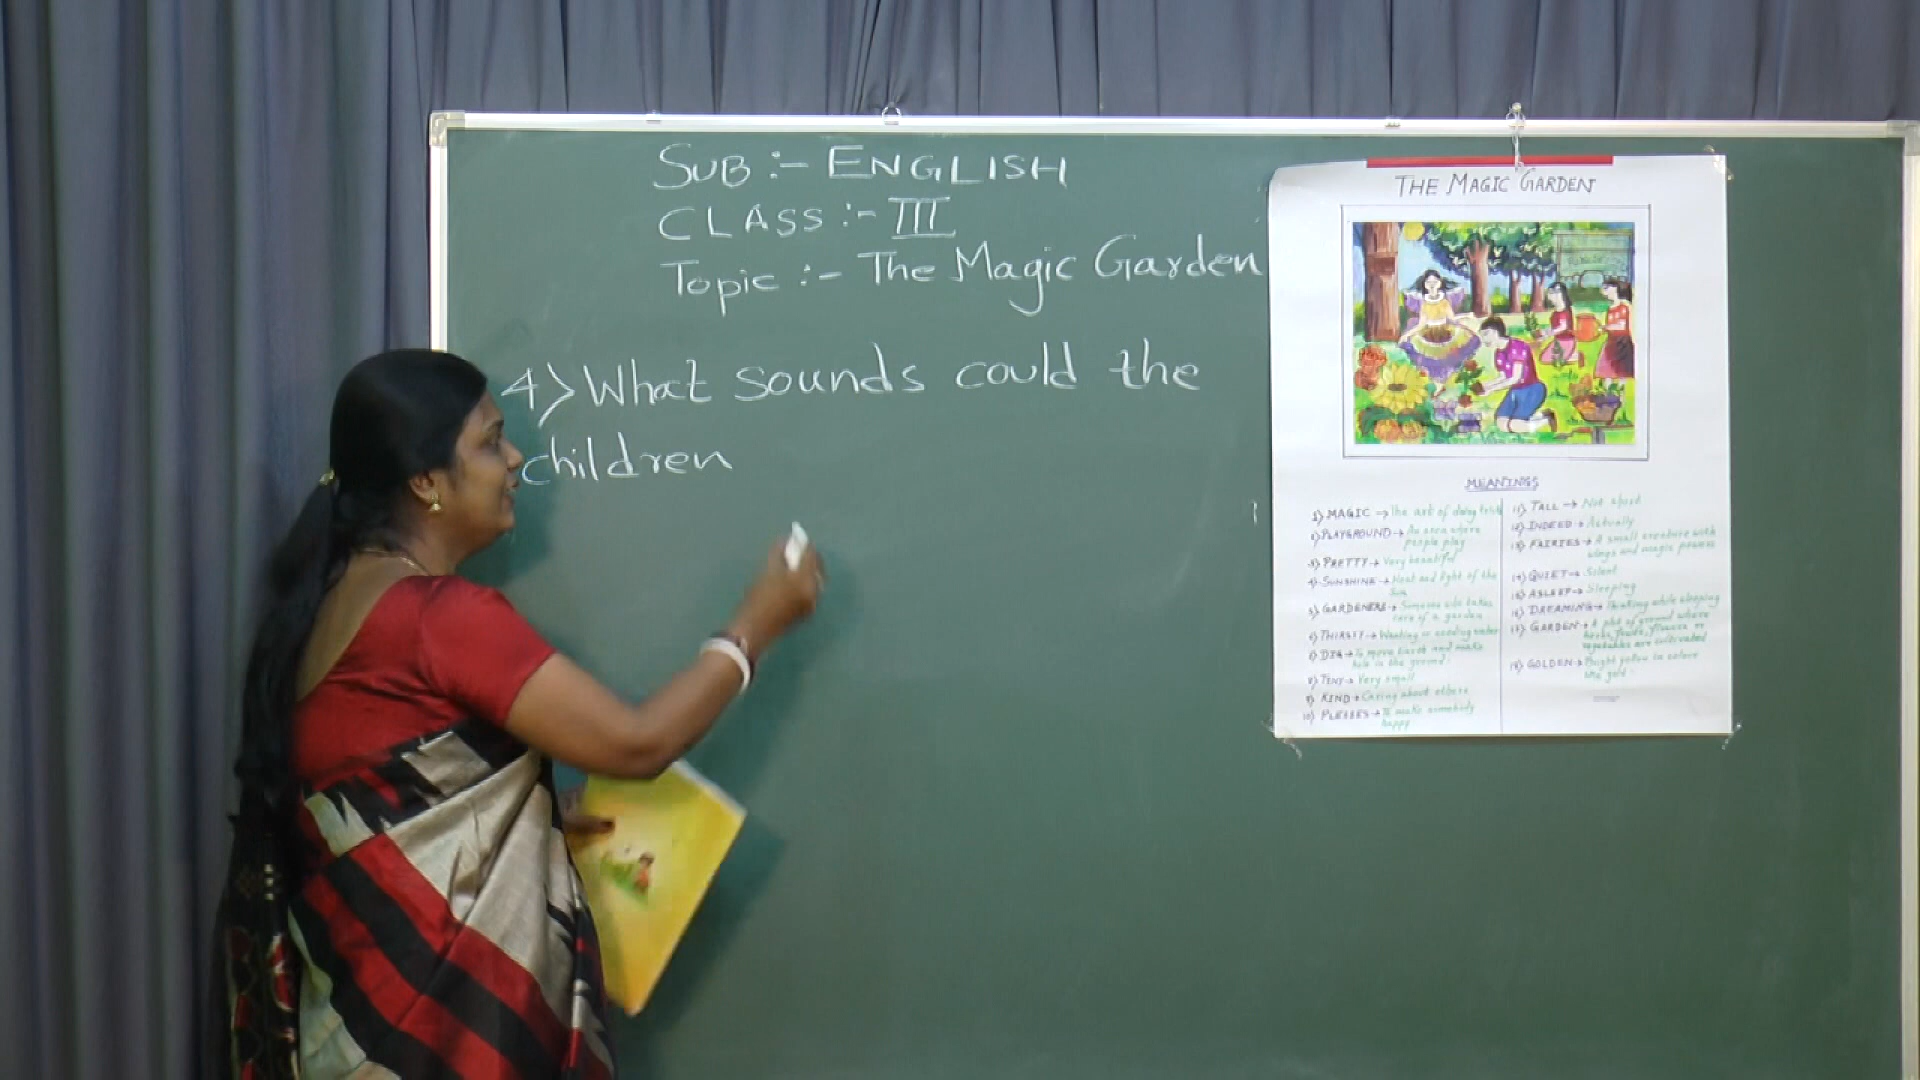 SUB :- ENGLISH
CLASS :- III
Topic :- The Magic Garden
4) What sounds could the
children
THE MAGIC GARDEN
MEANINGS
1) MAGIC → The art of doing tricks
2) PLAYGROUND → An area where
people play
3) PRETTY → Very beautiful
4) SUNSHINE → Heat and light of the
Sun
5) GARDENERS → Someone who takes
care of a garden
6) THIRSTY → Wanting or needing water
7) DIG → To move earth and make
hole in the ground
8) TINY → Very small
9) KIND → Caring about others
10) PLEASES → To make somebody
happy
11) TALL → Not short
12) INDEED → Actually
13) FAIRIES → A small creature with
wings and magic powers
14) QUIET → Silent
15) ASLEEP → Sleeping
16) DREAMING → Thinking while sleeping
17) GARDEN → A plot of ground where
herbs, fruits, flowers or
vegetables are cultivated
18) GOLDEN → Bright yellow in colour
like gold